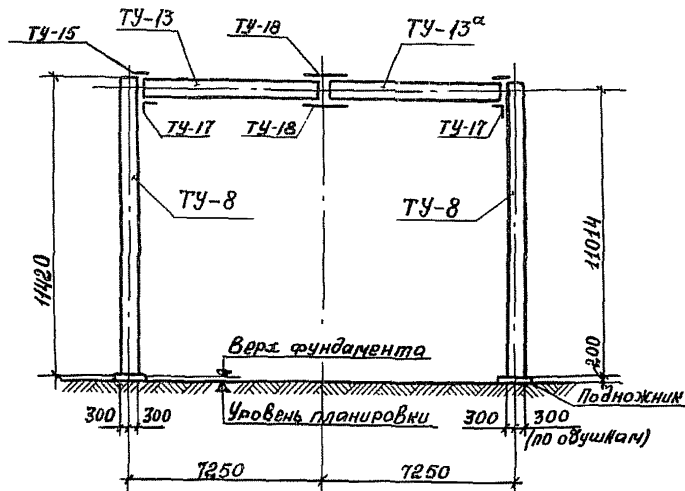 ТУ-15
ТУ-13
ТУ-18
ТУ-13а
ТУ-17
ТУ-18
ТУ-17
ТУ-8
ТУ-8
11420
11014
Верх фундамента
200
Подножник
300 300
Уровень планировки
300 300
(по обушкам)
7250
7250